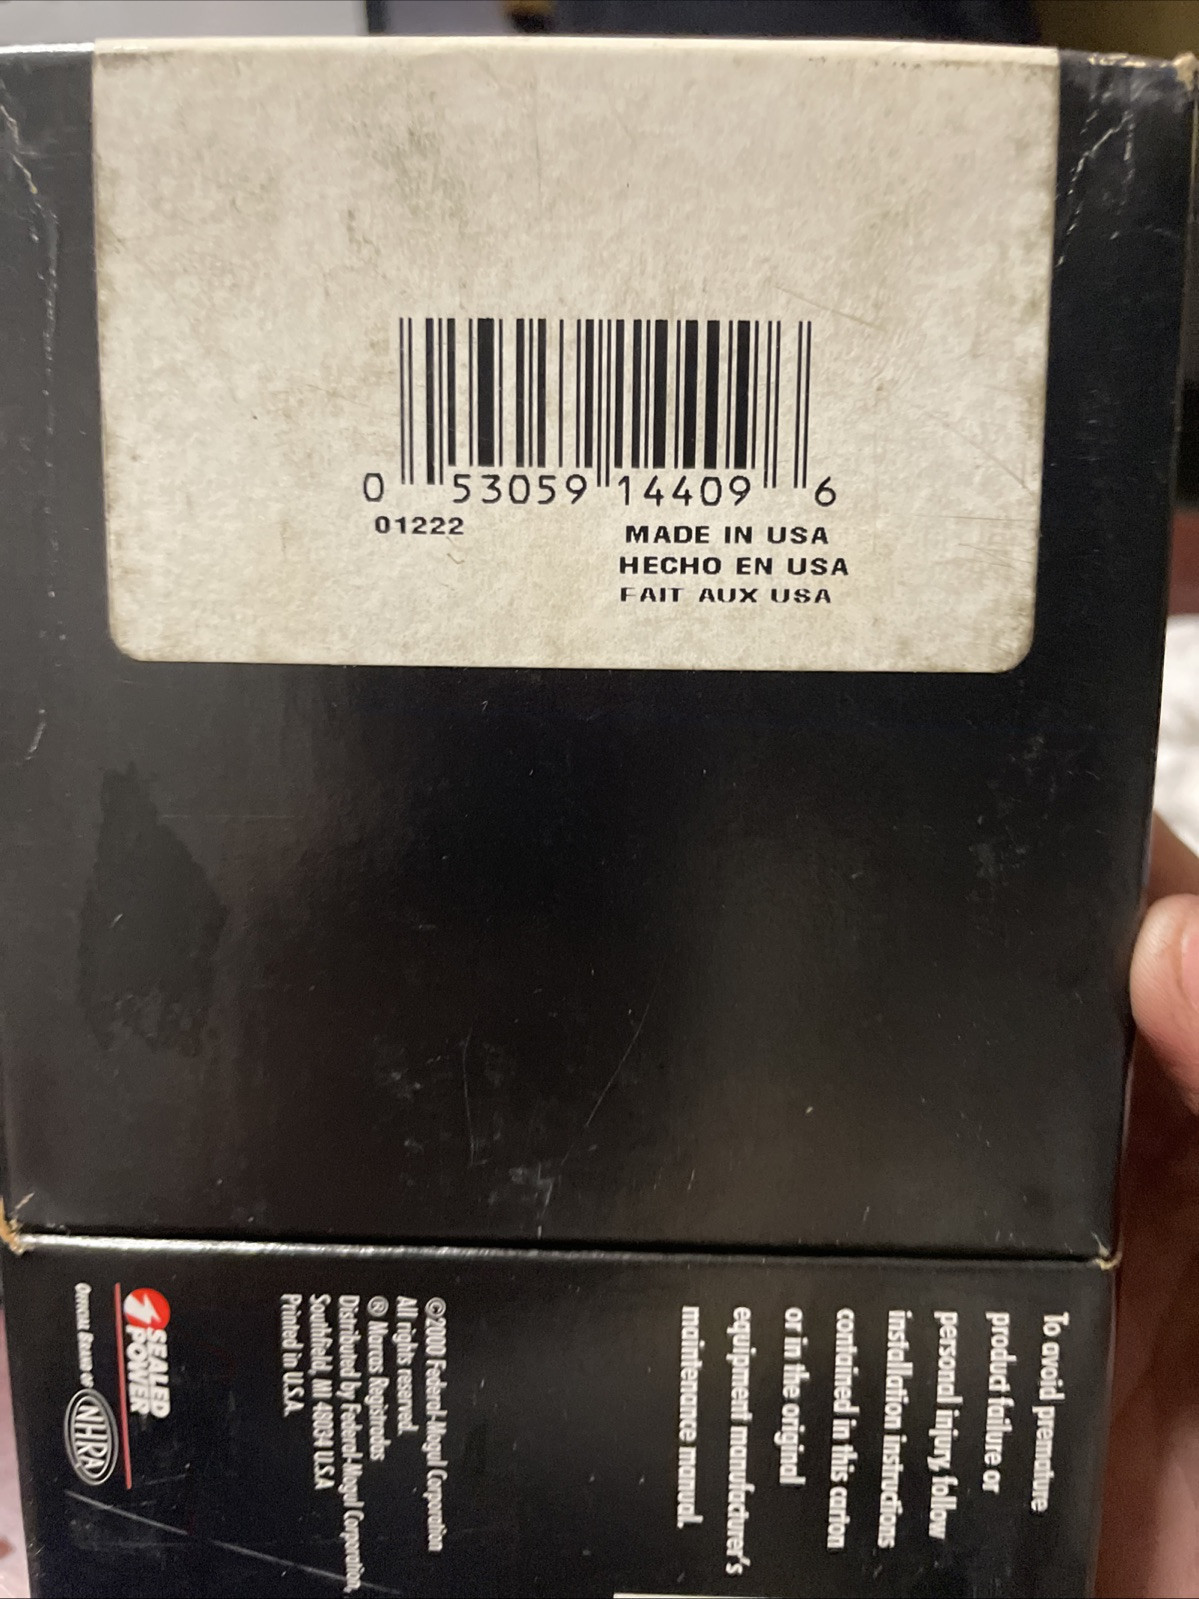 0 53059 14409 6
01222
MADE IN USA
HECHO EN USA
FAIT AUX USA
To avoid premature
product failure or
personal injury, follow
installation instructions
contained in this carton
or in the original
equipment manufacturer's
maintenance manual.
©2000 Federal-Mogul Corporation
All rights reserved.
® Marcas Registradas
Distributed by Federal-Mogul Corporation,
Southfield, MI 48034 U.S.A
Printed in U.S.A.
SEALED
POWER
OFFICIAL BRAND OF NHRA